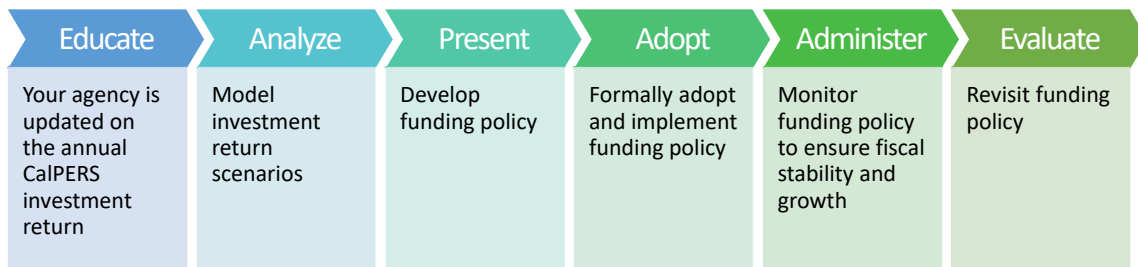 Educate
Your agency is
updated on
the annual
CalPERS
investment
return
Analyze
Model
investment
return
scenarios
Present
Develop
funding policy
Adopt
Formally adopt
and implement
funding policy
Administer
Monitor
funding policy
to ensure fiscal
stability and
growth
Evaluate
Revisit funding
policy